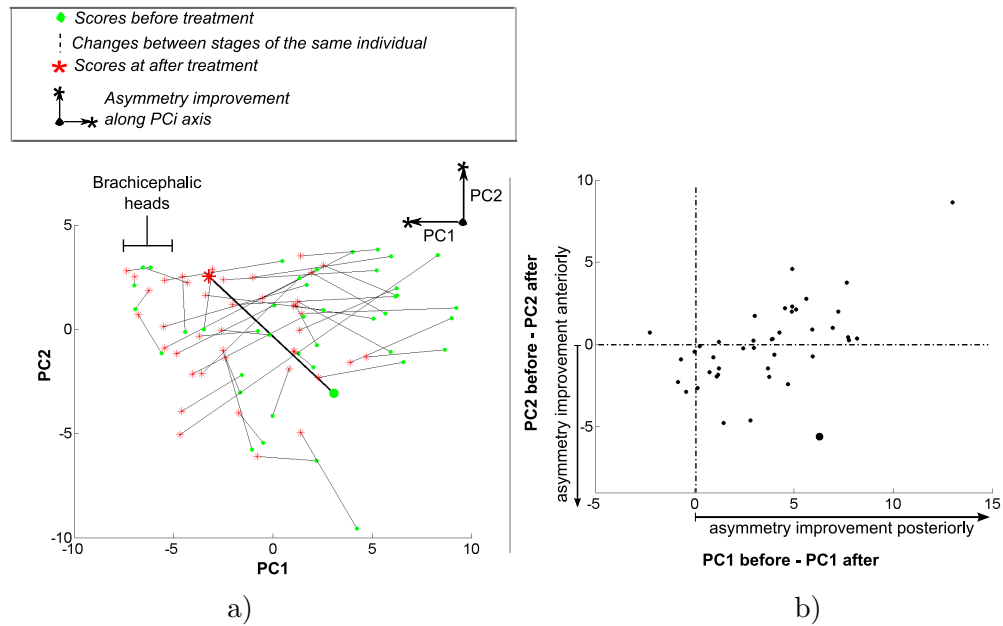 Scores before treatment
Changes between stages of the same individual
Scores at after treatment
Asymmetry improvement
along PCi axis
Brachicephalic
heads
PC2
PC1
5
0
-5
-10
PC2
-10
-5
0
5
10
PC1
a)
10
5
0
-5
PC2 before - PC2 after
asymmetry improvement anteriorly
-5
0
5
10
15
asymmetry improvement posteriorly
PC1 before - PC1 after
b)